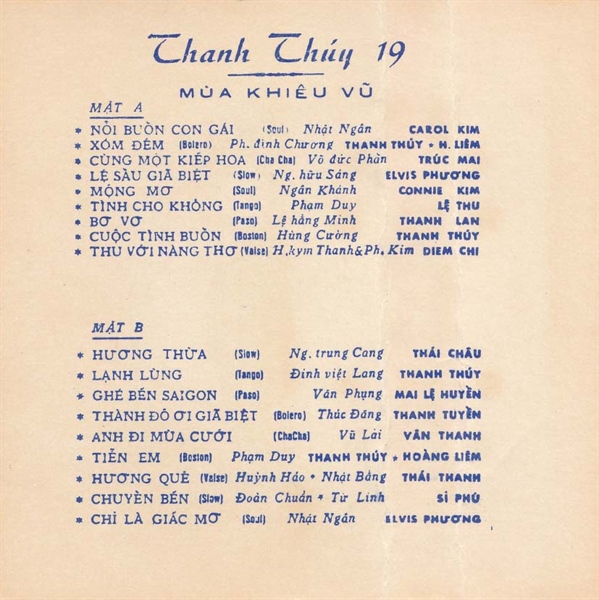 Thanh Thúy 19
MÙA KHIÊU VŨ
MẶT A
* NỖI BUỒN CON GÁI (Soul) Nhật Ngân CAROL KIM
* XÓM ĐÊM (Bolero) Ph. đình Chương THANH THÚY * H. LIÊM
* CÙNG MỘT KIẾP HOA (Cha Cha) Võ đức Phấn TRÚC MAI
* LỆ SẦU GIÃ BIỆT (Slow) Ng. hữu Sáng ELVIS PHƯƠNG
* MỘNG MƠ (Soul) Ngân Khánh CONNIE KIM
* TÌNH CHO KHÔNG (Tango) Phạm Duy LỆ THU
* BƠ VƠ (Paso) Lệ hằng Minh THANH LAN
* CUỘC TÌNH BUỒN (Boston) Hùng Cường THANH THÚY
* THU VỚI NÀNG THƠ (Valse) H.kym Thanh&Ph. Kim DIEM CHI
MẶT B
* HƯƠNG THỪA (Slow) Ng. trung Cang THÁI CHÂU
* LẠNH LÙNG (Tango) Đinh việt Lang THANH THÚY
* GHÉ BẾN SAIGON (Paso) Văn Phụng MAI LỆ HUYỀN
* THÀNH ĐÔ ƠI GIÃ BIỆT (Bolero) Thúc Đăng THANH TUYỀN
* ANH ĐI MÙA CƯỚI (ChaCha) Vũ Lài VÂN THANH
* TIỄN EM (Boston) Phạm Duy THANH THÚY * HOÀNG LIÊM
* HƯƠNG QUÊ (Valse) Huỳnh Háo * Nhật Bằng THÁI THANH
* CHUYỂN BẾN (Slow) Đoàn Chuẩn * Từ Linh SĨ PHÚ
* CHỈ LÀ GIẤC MƠ (Soul) Nhật Ngân ELVIS PHƯƠNG